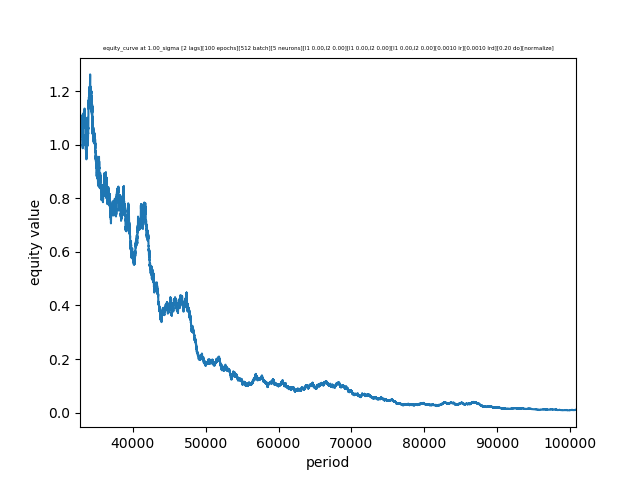 equity_curve at 1.00_sigma [2 lags][100 epochs][512 batch][5 neurons][l1 0.00,l2 0.00][l1 0.00,l2 0.00][l1 0.00,l2 0.00][0.0010 lr][0.0010 lrd][0.20 do][normalize]
1.2
1.0
0.8
0.6
0.4
0.2
0.0
equity value
40000 50000 60000 70000 80000 90000 100000
period